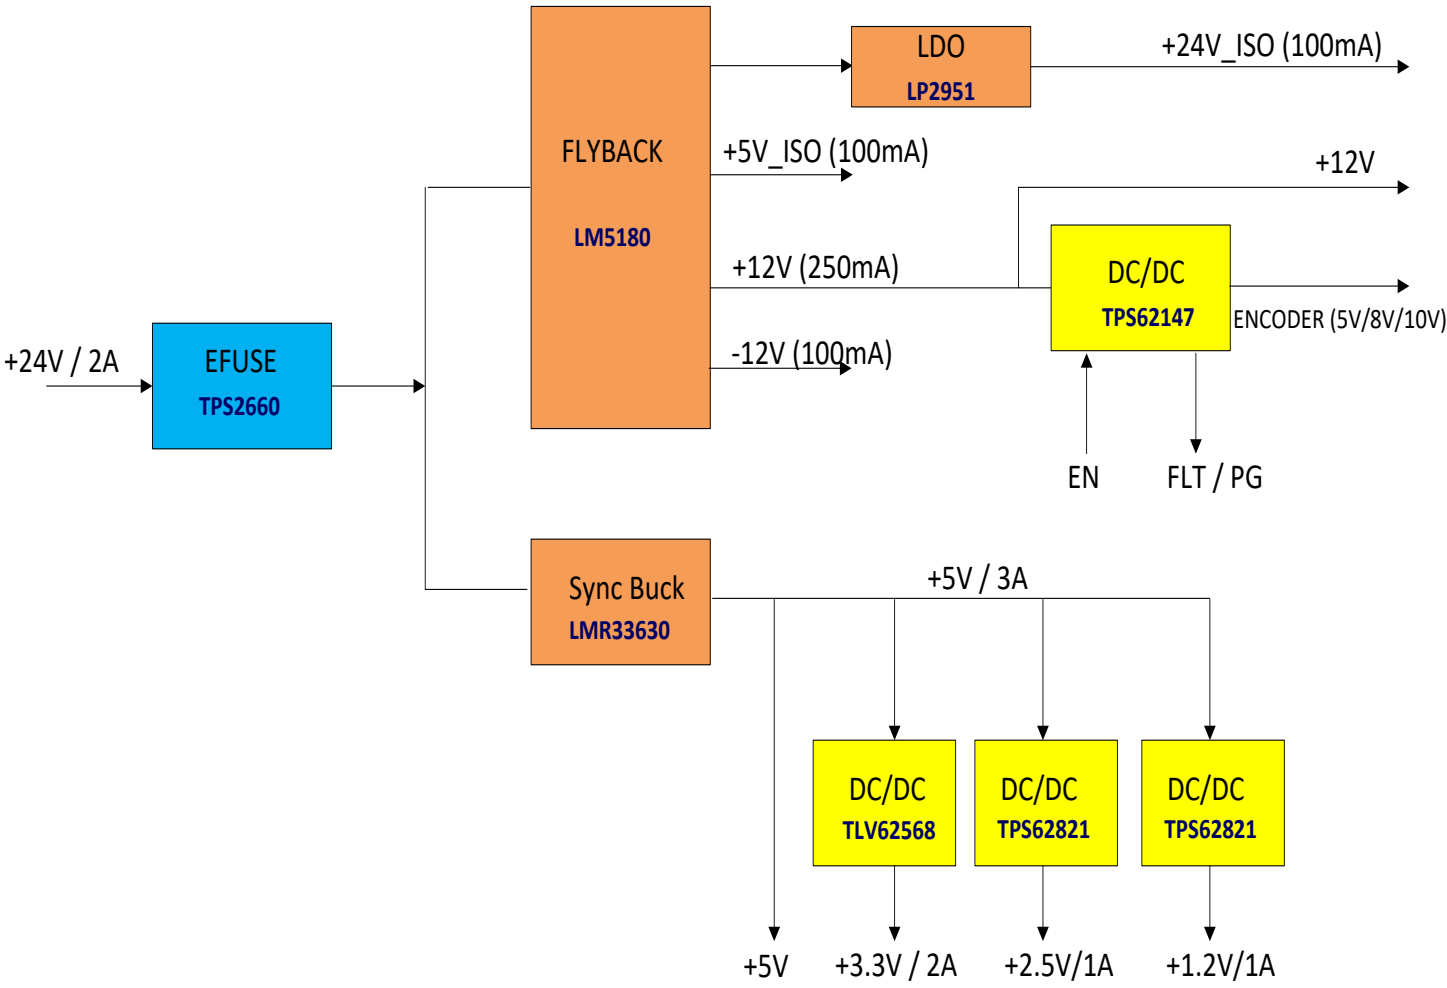 LDO
LP2951
+24V_ISO (100mA)
FLYBACK
LM5180
+5V_ISO (100mA)
+12V
+12V (250mA)
DC/DC
TPS62147
ENCODER (5V/8V/10V)
-12V (100mA)
+24V / 2A
EFUSE
TPS2660
EN
FLT / PG
Sync Buck
LMR33630
+5V / 3A
DC/DC
TLV62568
DC/DC
TPS62821
DC/DC
TPS62821
+5V
+3.3V / 2A
+2.5V/1A
+1.2V/1A